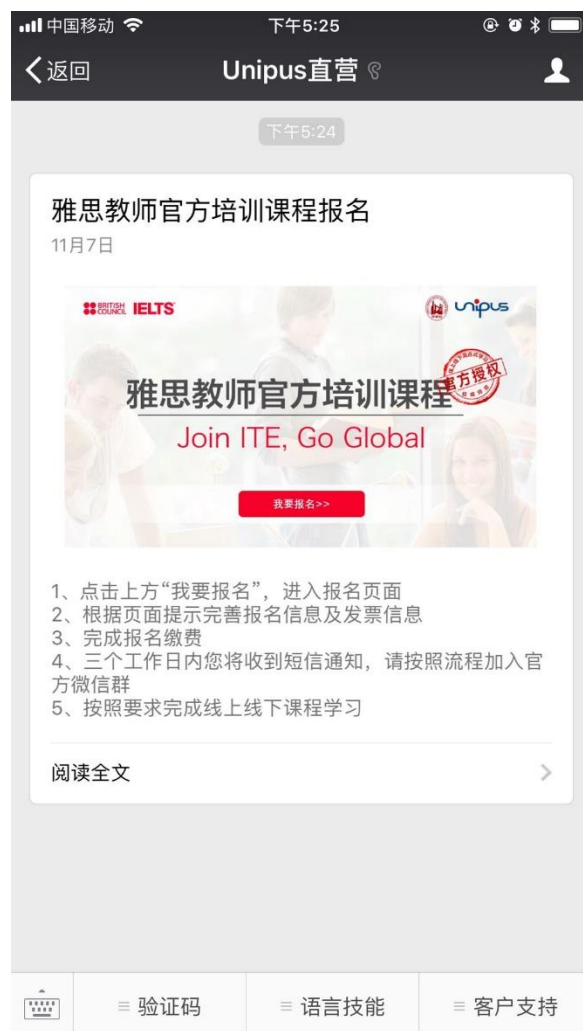 中国移动 下午5:25
返回 Unipus直营
下午5:24
雅思教师官方培训课程报名
11月7日
BRITISH COUNCIL IELTS unipus
官方授权
雅思教师官方培训课程
Join ITE, Go Global
我要报名>>
1、点击上方“我要报名”，进入报名页面
2、根据页面提示完善报名信息及发票信息
3、完成报名缴费
4、三个工作日内您将收到短信通知，请按照流程加入官
方微信群
5、按照要求完成线上线下课程学习
阅读全文
验证码 语言技能 客户支持